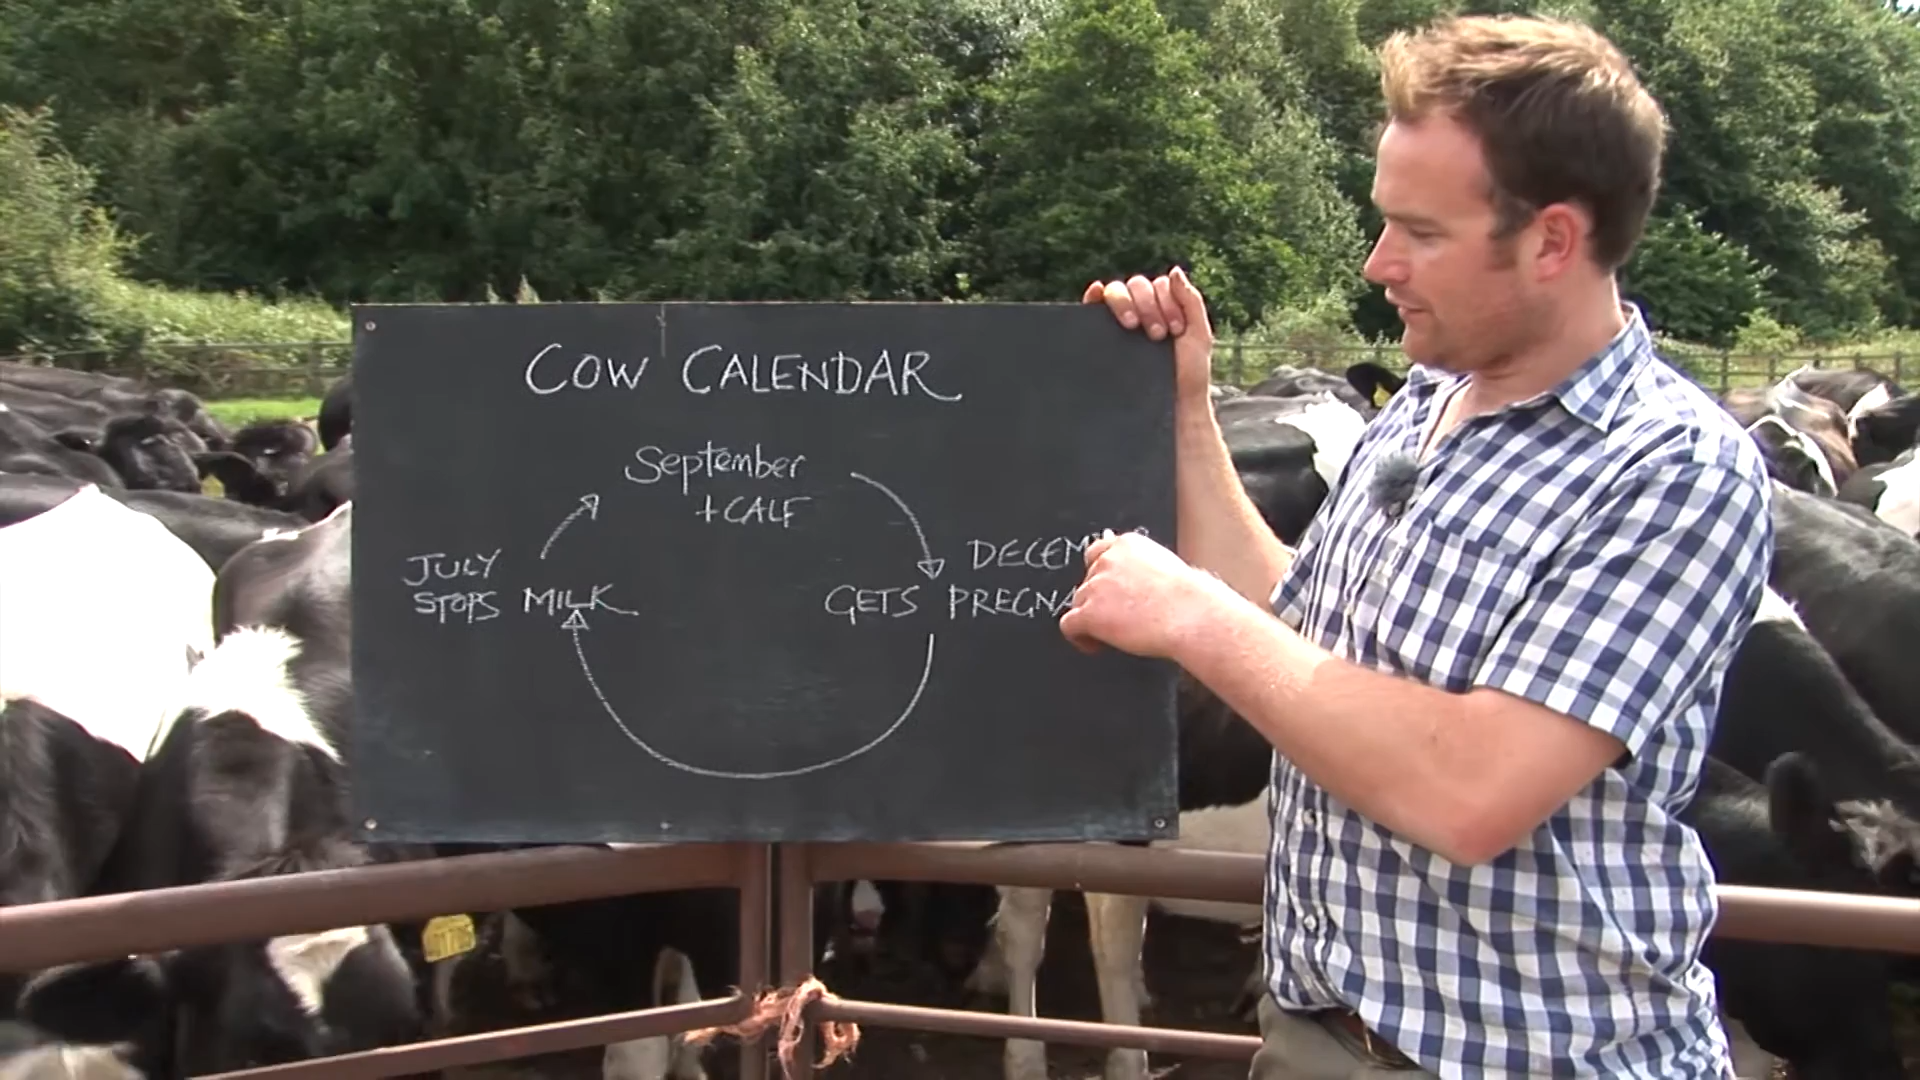 COW CALENDAR
September
+CALF
JULY
STOPS MILK
GETS